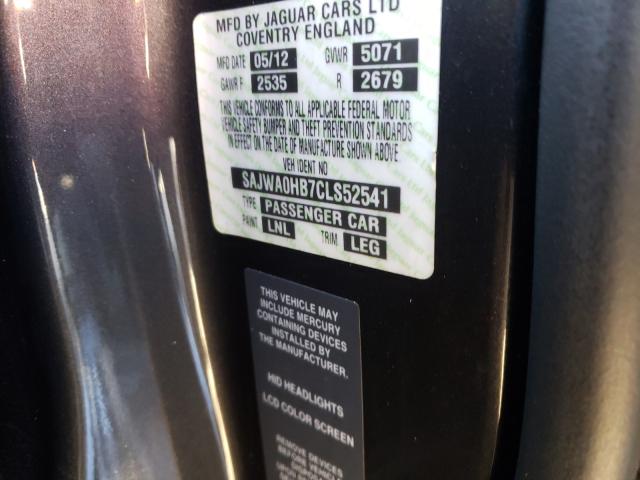 MFD BY JAGUAR CARS LTD
COVENTRY ENGLAND
MFD DATE 05/12 GVWR 5071
GAWR F 2535 R 2679
THIS VEHICLE CONFORMS TO ALL APPLICABLE FEDERAL MOTOR
VEHICLE SAFETY BUMPER AND THEFT PREVENTION STANDARDS
IN EFFECT ON THE DATE OF MANUFACTURE SHOWN ABOVE.
VEH IDENT NO
SAJWA0HB7CLS52541
TYPE PASSENGER CAR
PAINT LNL TRIM LEG
THIS VEHICLE MAY
INCLUDE MERCURY
CONTAINING DEVICES
INSTALLED BY
THE MANUFACTURER.
HID HEADLIGHTS
LCD COLOR SCREEN
REMOVE DEVICES
BEFORE VEHICLE